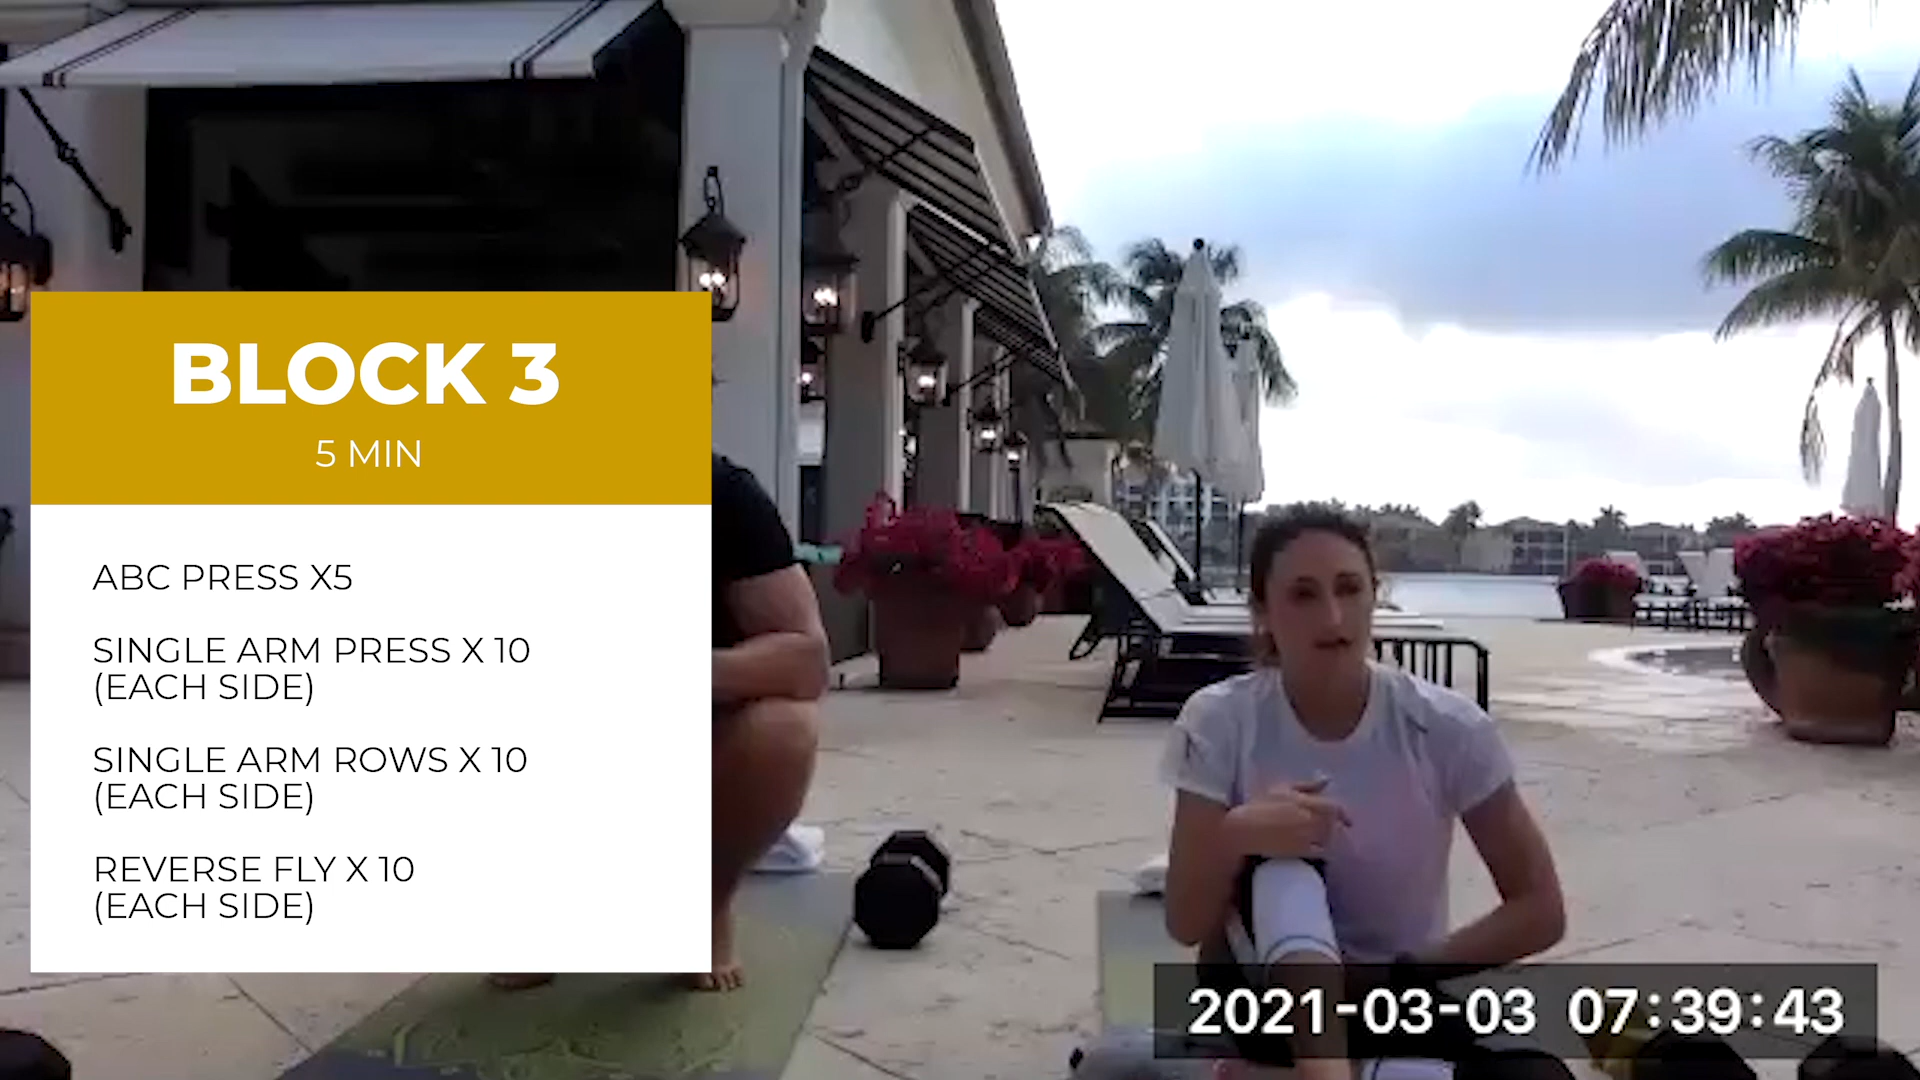 BLOCK 3
5 MIN
ABC PRESS X5
SINGLE ARM PRESS X 10
(EACH SIDE)
SINGLE ARM ROWS X 10
(EACH SIDE)
REVERSE FLY X 10
(EACH SIDE)
2021-03-03 07:39:43